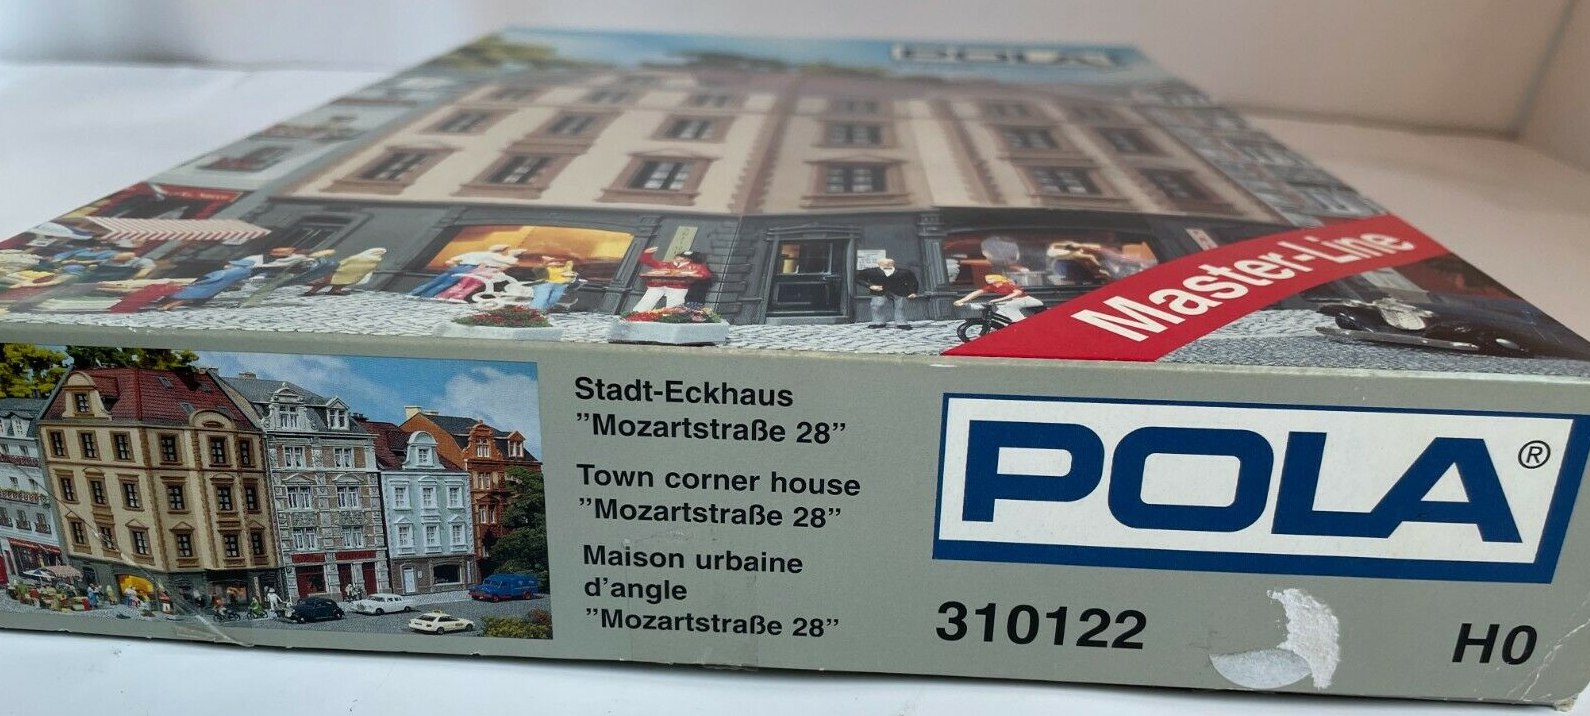 POLA
Master-Line
Stadt-Eckhaus
”Mozartstraße 28”
Town corner house
”Mozartstraße 28”
Maison urbaine
d’angle
”Mozartstraße 28”
POLA®
310122
H0